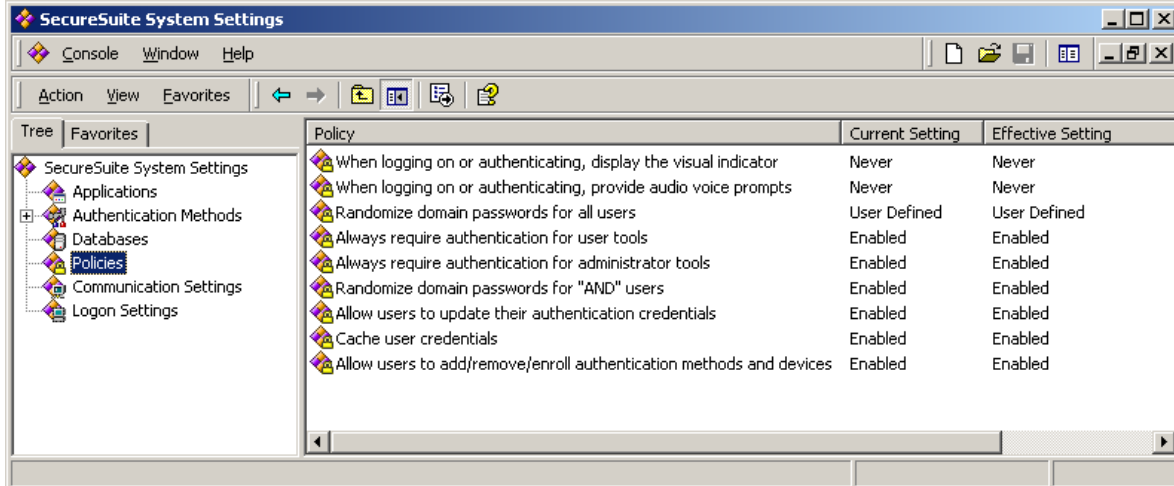 SecureSuite System Settings
Console Window Help
Action View Favorites
Tree Favorites
Policy Current Setting Effective Setting
SecureSuite System Settings
Applications
Authentication Methods
Databases
Policies
Communication Settings
Logon Settings
When logging on or authenticating, display the visual indicator Never Never
When logging on or authenticating, provide audio voice prompts Never Never
Randomize domain passwords for all users User Defined User Defined
Always require authentication for user tools Enabled Enabled
Always require authentication for administrator tools Enabled Enabled
Randomize domain passwords for "AND" users Enabled Enabled
Allow users to update their authentication credentials Enabled Enabled
Cache user credentials Enabled Enabled
Allow users to add/remove/enroll authentication methods and devices Enabled Enabled